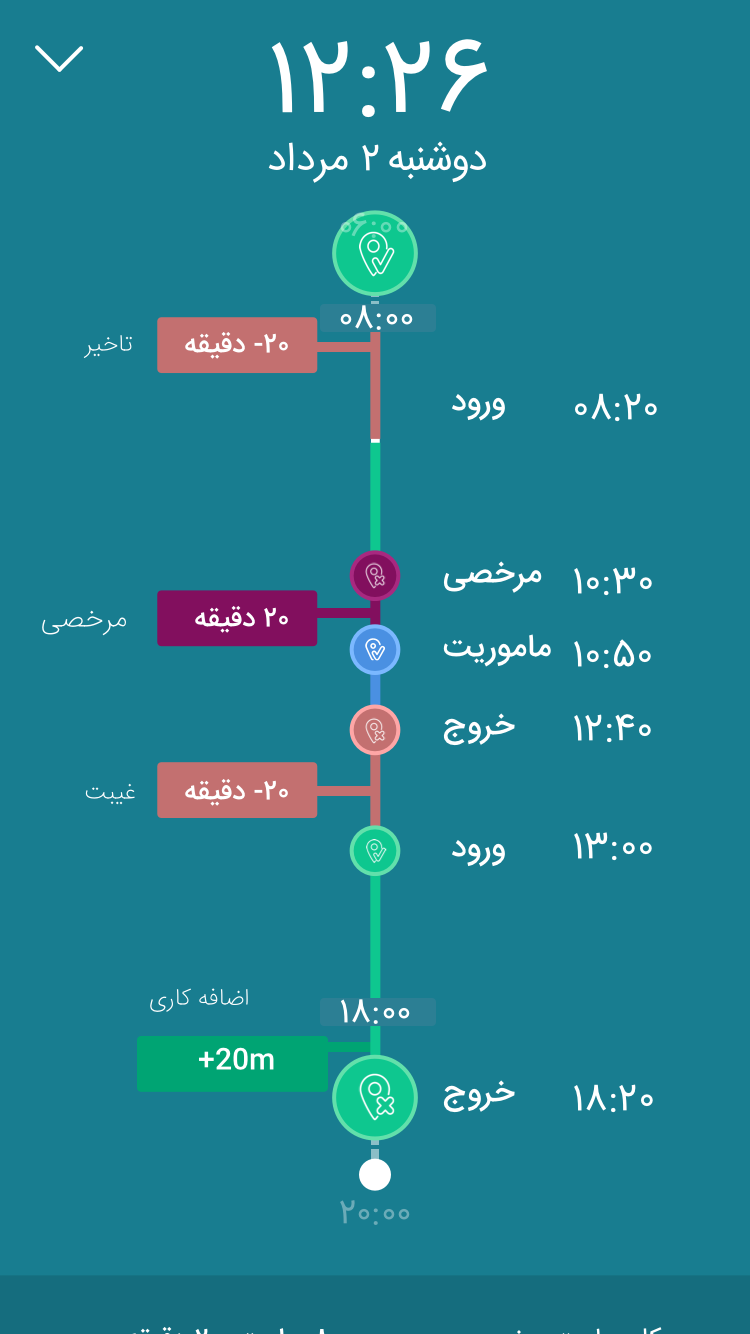 ۱۲:۲۶
دوشنبه ۲ مرداد
۰۶:۰۰
۰۸:۰۰
۲۰- دقیقه
تاخیر
۰۸:۲۰
ورود
۱۰:۳۰
مرخصی
۲۰ دقیقه
مرخصی
۱۰:۵۰
ماموریت
۱۲:۴۰
خروج
۲۰- دقیقه
غیبت
۱۳:۰۰
ورود
اضافه کاری
۱۸:۰۰
+20m
۱۸:۲۰
خروج
۲۰:۰۰